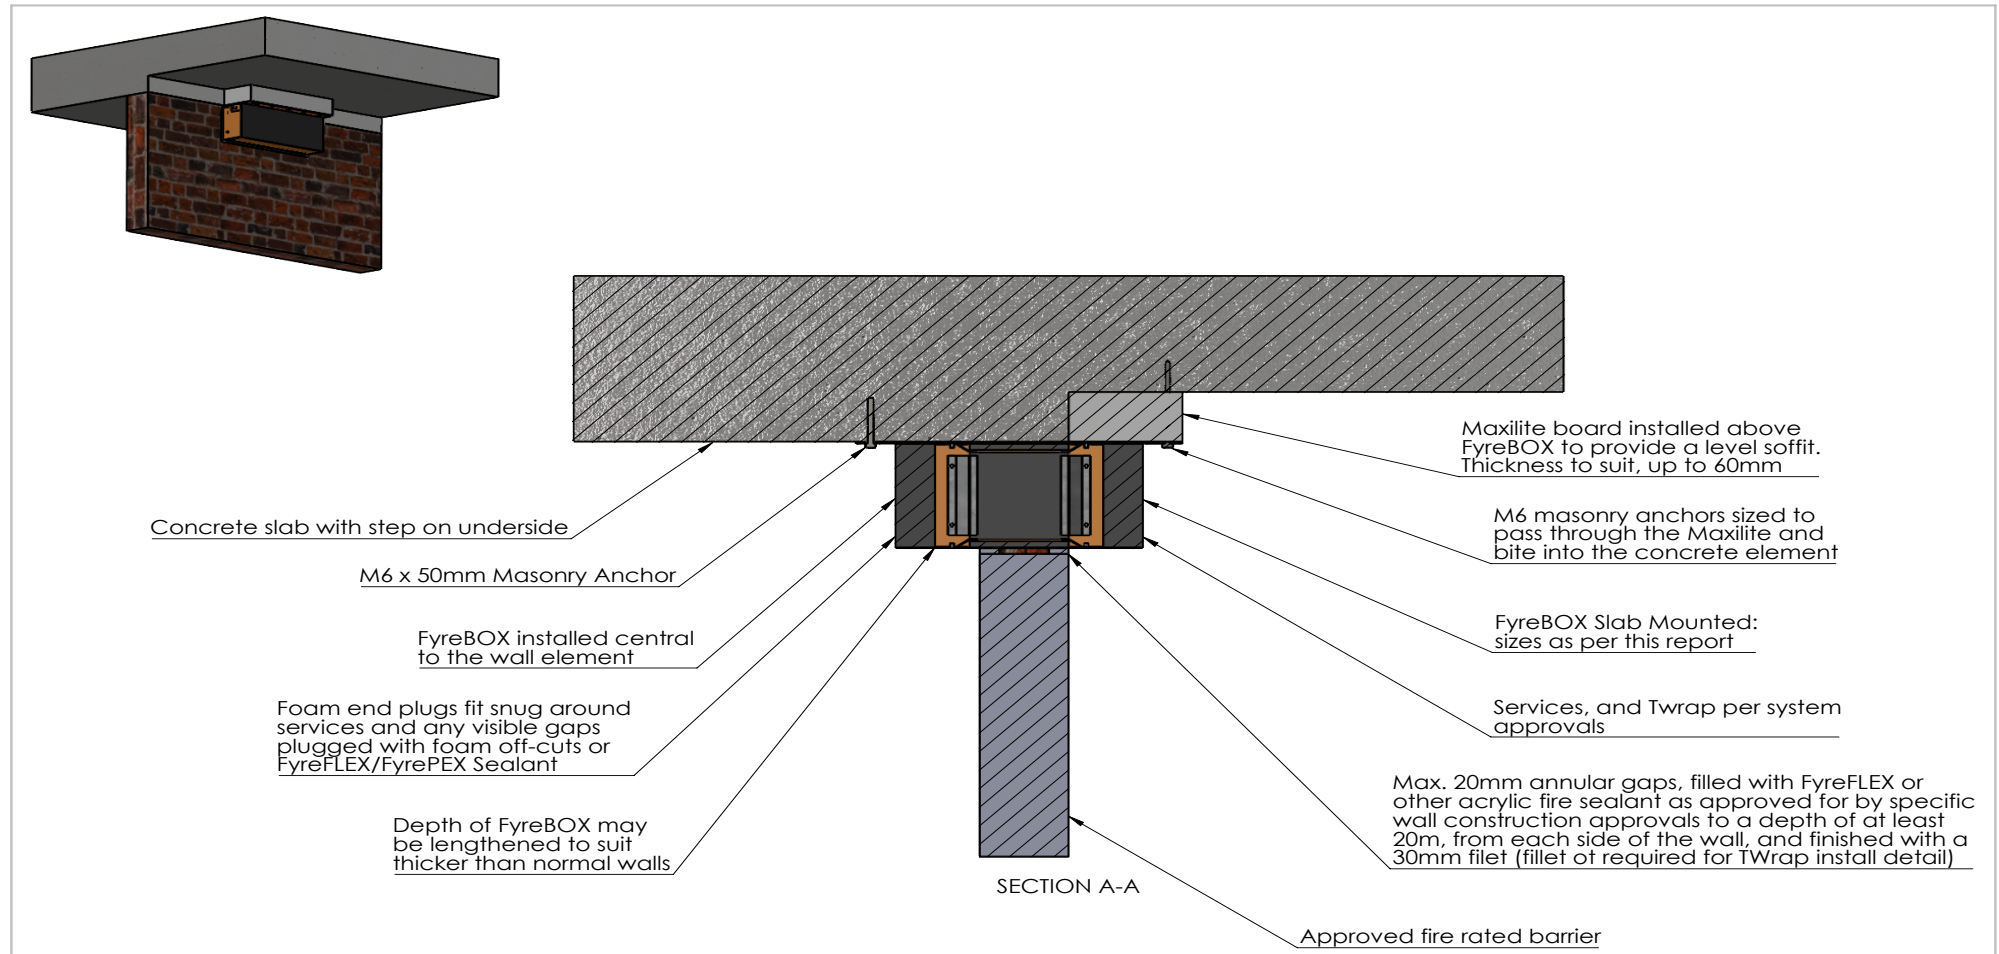 Concrete slab with step on underside
M6 x 50mm Masonry Anchor
FyreBOX installed central
to the wall element
Foam end plugs fit snug around
services and any visible gaps
plugged with foam off-cuts or
FyreFLEX/FyrePEX Sealant
Depth of FyreBOX may
be lengthened to suit
thicker than normal walls
SECTION A-A
Maxilite board installed above
FyreBOX to provide a level soffit.
Thickness to suit, up to 60mm
M6 masonry anchors sized to
pass through the Maxilite and
bite into the concrete element
FyreBOX Slab Mounted:
sizes as per this report
Services, and Twrap per system
approvals
Max. 20mm annular gaps, filled with FyreFLEX or
other acrylic fire sealant as approved for by specific
wall construction approvals to a depth of at least
20m, from each side of the wall, and finished with a
30mm filet (fillet ot required for TWrap install detail)
Approved fire rated barrier